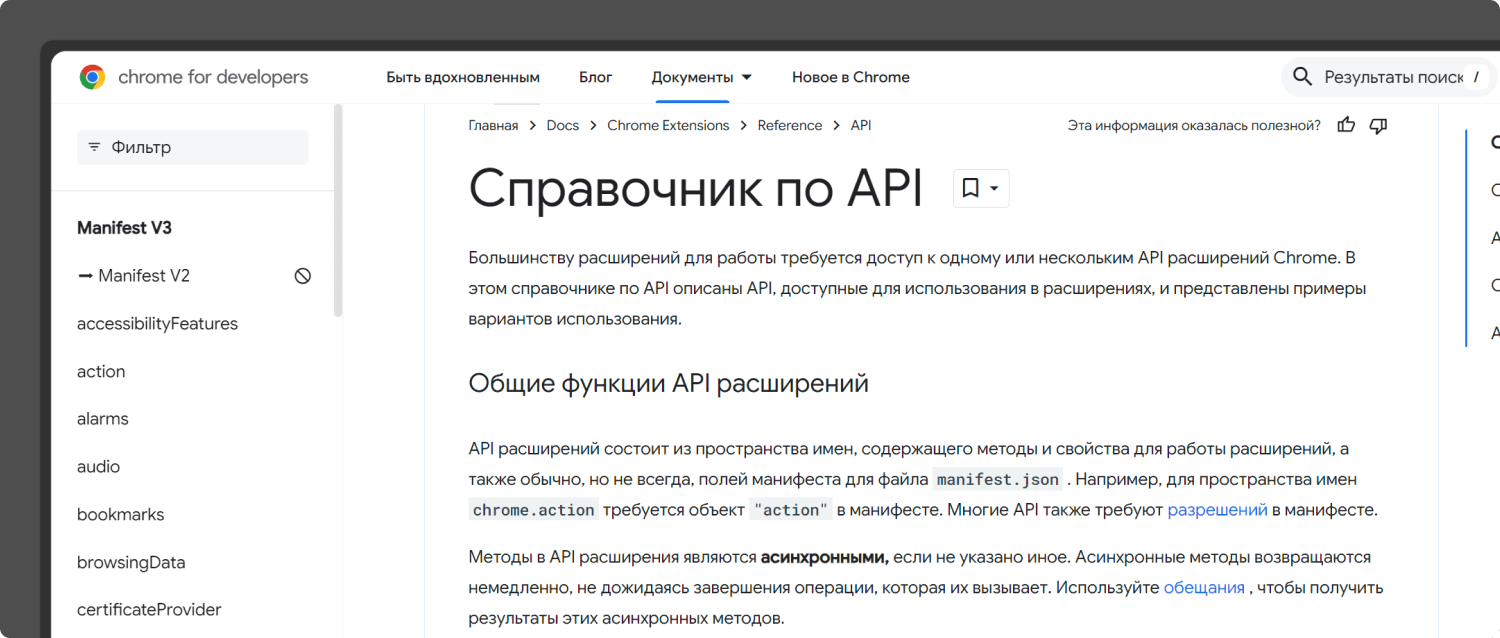 chrome for developers
Быть вдохновленным
Блог
Документы
Новое в Chrome
Результаты поиск /
Фильтр
Manifest V3
Manifest V2
accessibilityFeatures
action
alarms
audio
bookmarks
browsingData
certificateProvider
Главная > Docs > Chrome Extensions > Reference > API
Эта информация оказалась полезной?
Справочник по API
Большинству расширений для работы требуется доступ к одному или нескольким API расширений Chrome. В
этом справочнике по API описаны API, доступные для использования в расширениях, и представлены примеры
вариантов использования.
Общие функции API расширений
API расширений состоит из пространства имен, содержащего методы и свойства для работы расширений, а
также обычно, но не всегда, полей манифеста для файла manifest.json . Например, для пространства имен
chrome.action требуется объект "action" в манифесте. Многие API также требуют разрешений в манифесте.
Методы в API расширения являются асинхронными, если не указано иное. Асинхронные методы возвращаются
немедленно, не дожидаясь завершения операции, которая их вызывает. Используйте обещания , чтобы получить
результаты этих асинхронных методов.